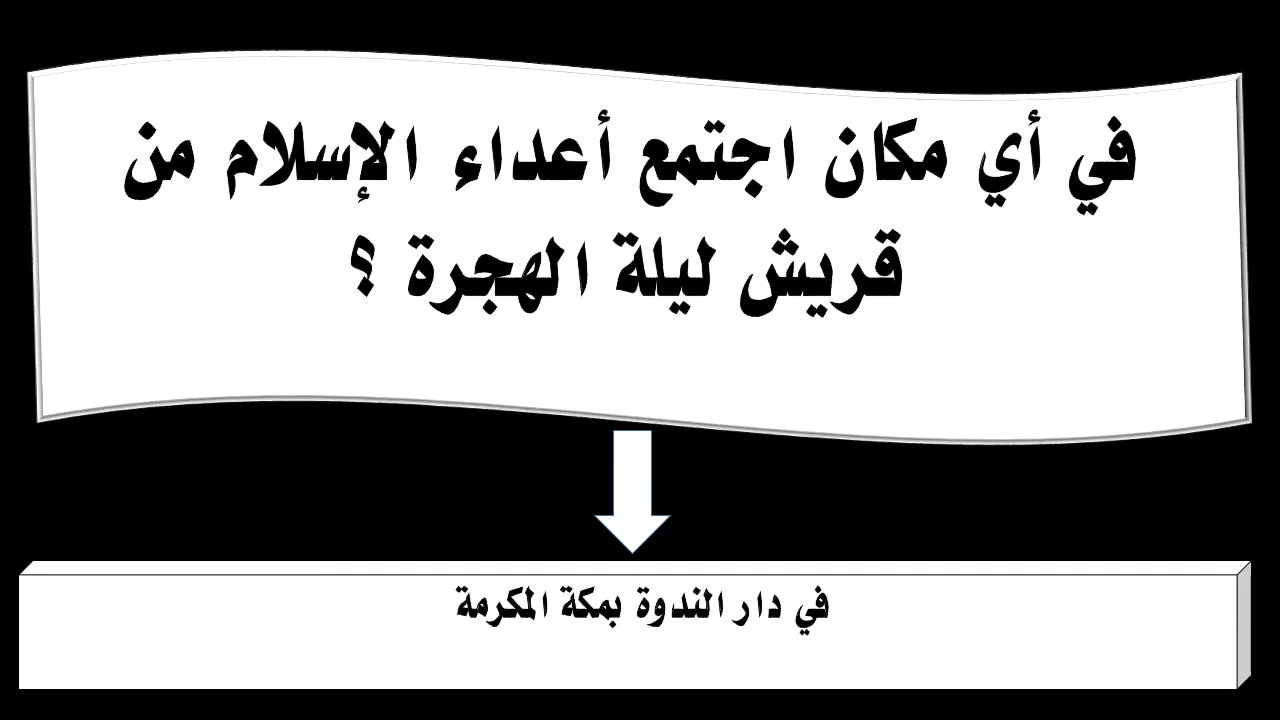 في أي مكان اجتمع أعداء الإسلام من
قريش ليلة الهجرة ؟
في دار الندوة بمكة المكرمة